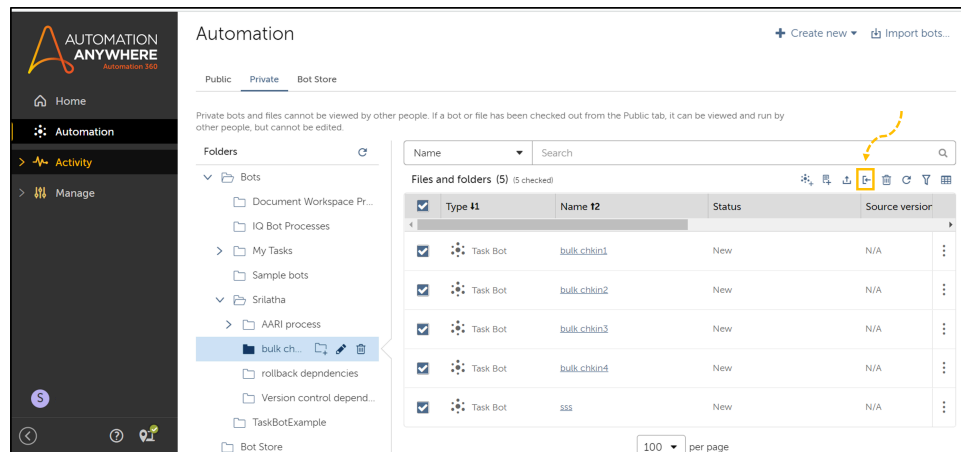 AUTOMATION
ANYWHERE
Automation 360
Home
Automation
Activity
Manage
S
Automation
Create new
Import bots...
Public Private Bot Store
Private bots and files cannot be viewed by other people. If a bot or file has been checked out from the Public tab, it can be viewed and run by
other people, but cannot be edited.
Folders
Bots
Document Workspace Pr...
IQ Bot Processes
My Tasks
Sample bots
Srilatha
AARI process
bulk ch...
rollback depndencies
Version control depend...
TaskBotExample
Bot Store
Name Search
Files and folders (5) (5 checked)
Type 1 Name 2 Status Source version
Task Bot bulk chkin1 New N/A
Task Bot bulk chkin2 New N/A
Task Bot bulk chkin3 New N/A
Task Bot bulk chkin4 New N/A
Task Bot sss New N/A
100 per page